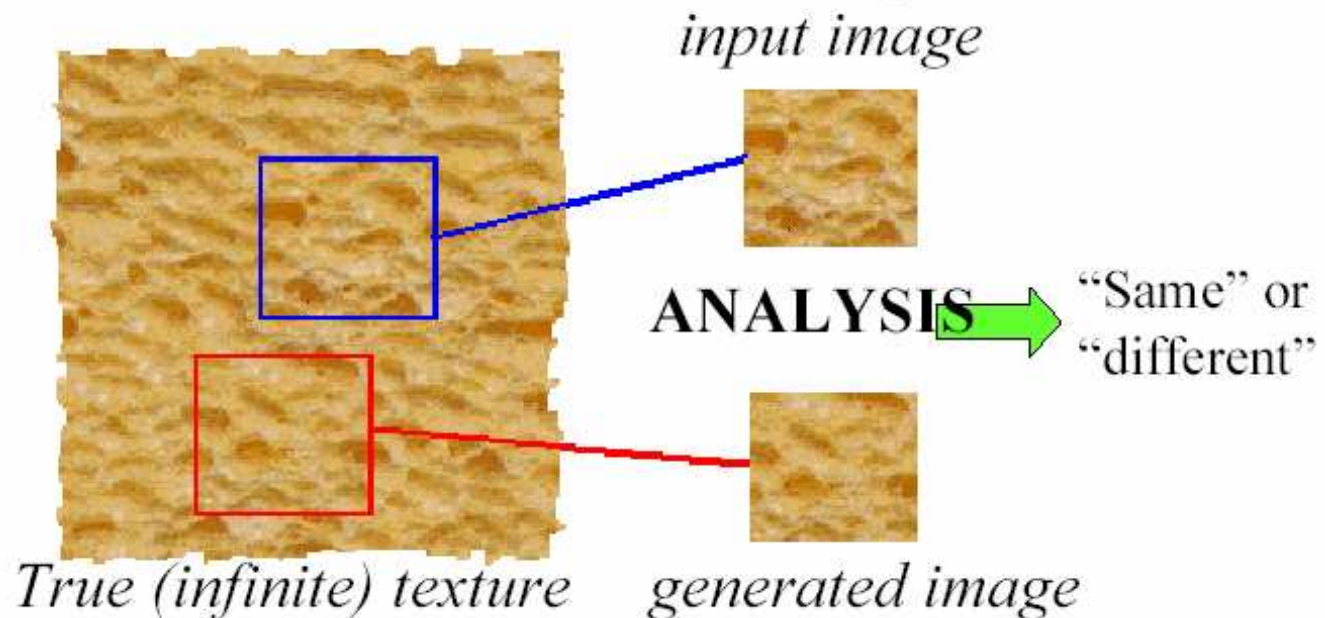 input image
ANALYSIS
“Same” or
“different”
True (infinite) texture
generated image